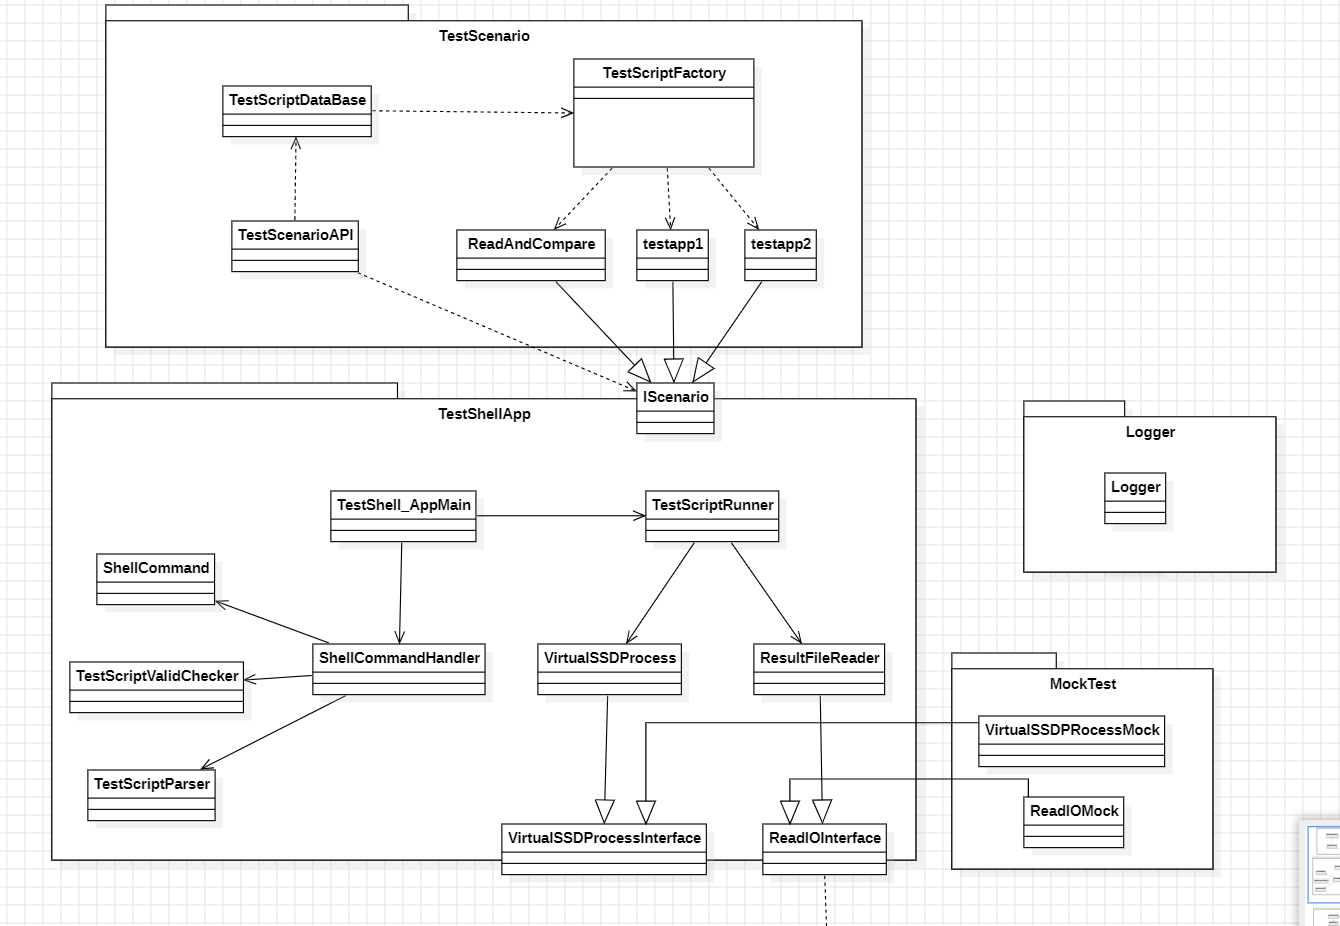 TestScenario
TestScriptFactory
TestScriptDataBase
TestScenarioAPI
ReadAndCompare
testapp1
testapp2
IScenario
TestShellApp
Logger
Logger
TestShell_AppMain
TestScriptRunner
ShellCommand
ShellCommandHandler
VirtualSSDProcess
ResultFileReader
TestScriptValidChecker
MockTest
VirtualSSDPRocessMock
TestScriptParser
ReadIOMock
VirtualSSDProcessInterface
ReadIOInterface